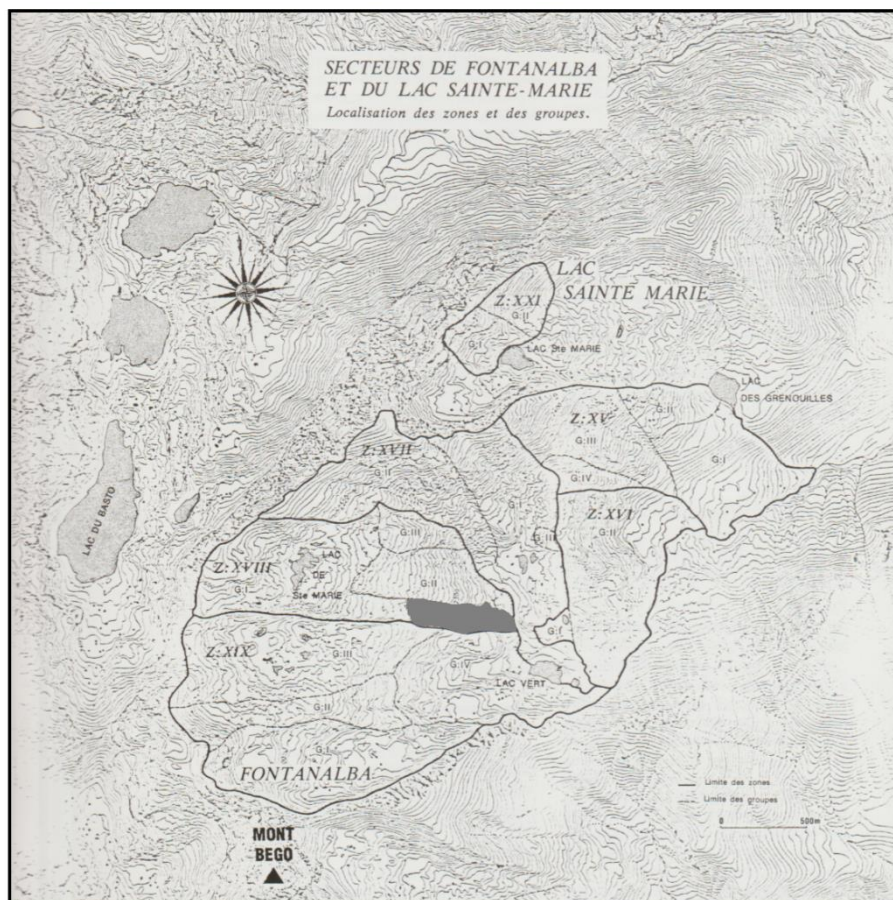 SECTEURS DE FONTANALBA
ET DU LAC SAINTE-MARIE
Localisation des zones et des groupes.
LAC
SAINTE MARIE
Z:XXI
G:II
G:I
LAC Ste MARIE
LAC
DES GRENOUILLES
Z:XV
G:II
G:III
G:I
G:IV
Z:XVII
G:II
G:I
G:III
Z:XVI
G:II
LAC DU BASTO
G:III
Z:XVIII
G:I
LAC
DE
Ste MARIE
G:II
G:I
Z:XIX
G:III
G:IV
LAC VERT
G:II
G:I
FONTANALBA
Limite des zones
Limite des groupes
0 500m
MONT
BEGO